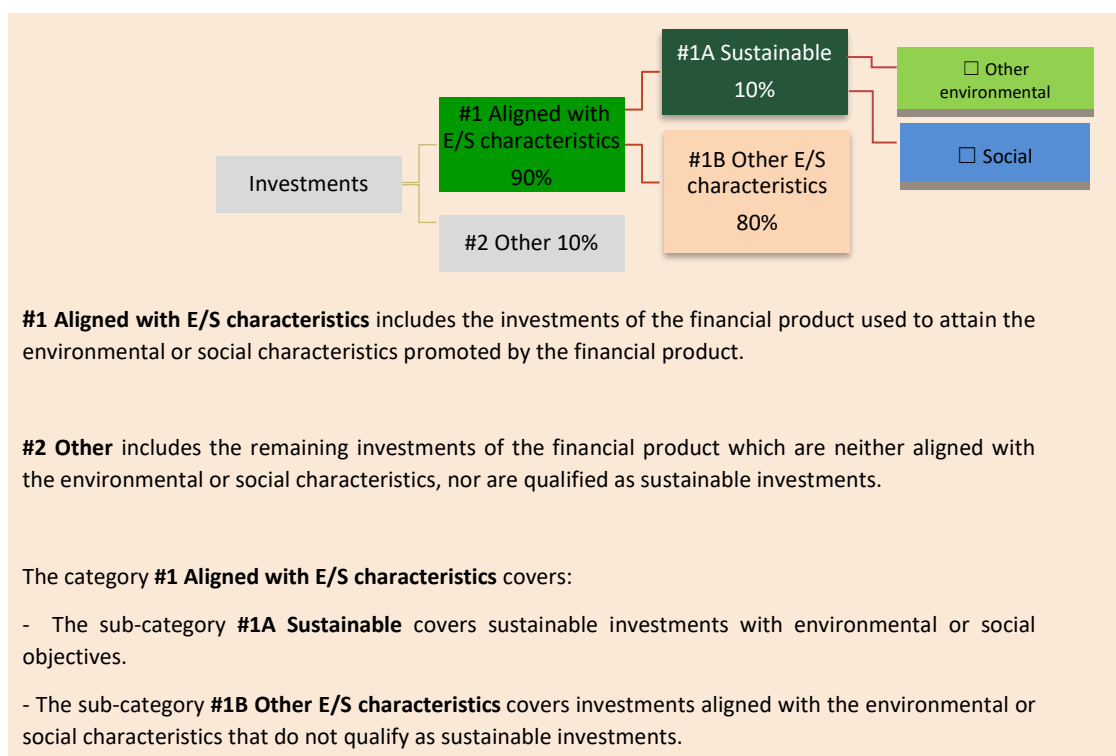 #1A Sustainable
10%
☐ Other
environmental
#1 Aligned with
E/S characteristics
90%
☐ Social
#1B Other E/S
characteristics
80%
Investments
#2 Other 10%
#1 Aligned with E/S characteristics includes the investments of the financial product used to attain the
environmental or social characteristics promoted by the financial product.
#2 Other includes the remaining investments of the financial product which are neither aligned with
the environmental or social characteristics, nor are qualified as sustainable investments.
The category #1 Aligned with E/S characteristics covers:
- The sub-category #1A Sustainable covers sustainable investments with environmental or social
objectives.
- The sub-category #1B Other E/S characteristics covers investments aligned with the environmental or
social characteristics that do not qualify as sustainable investments.